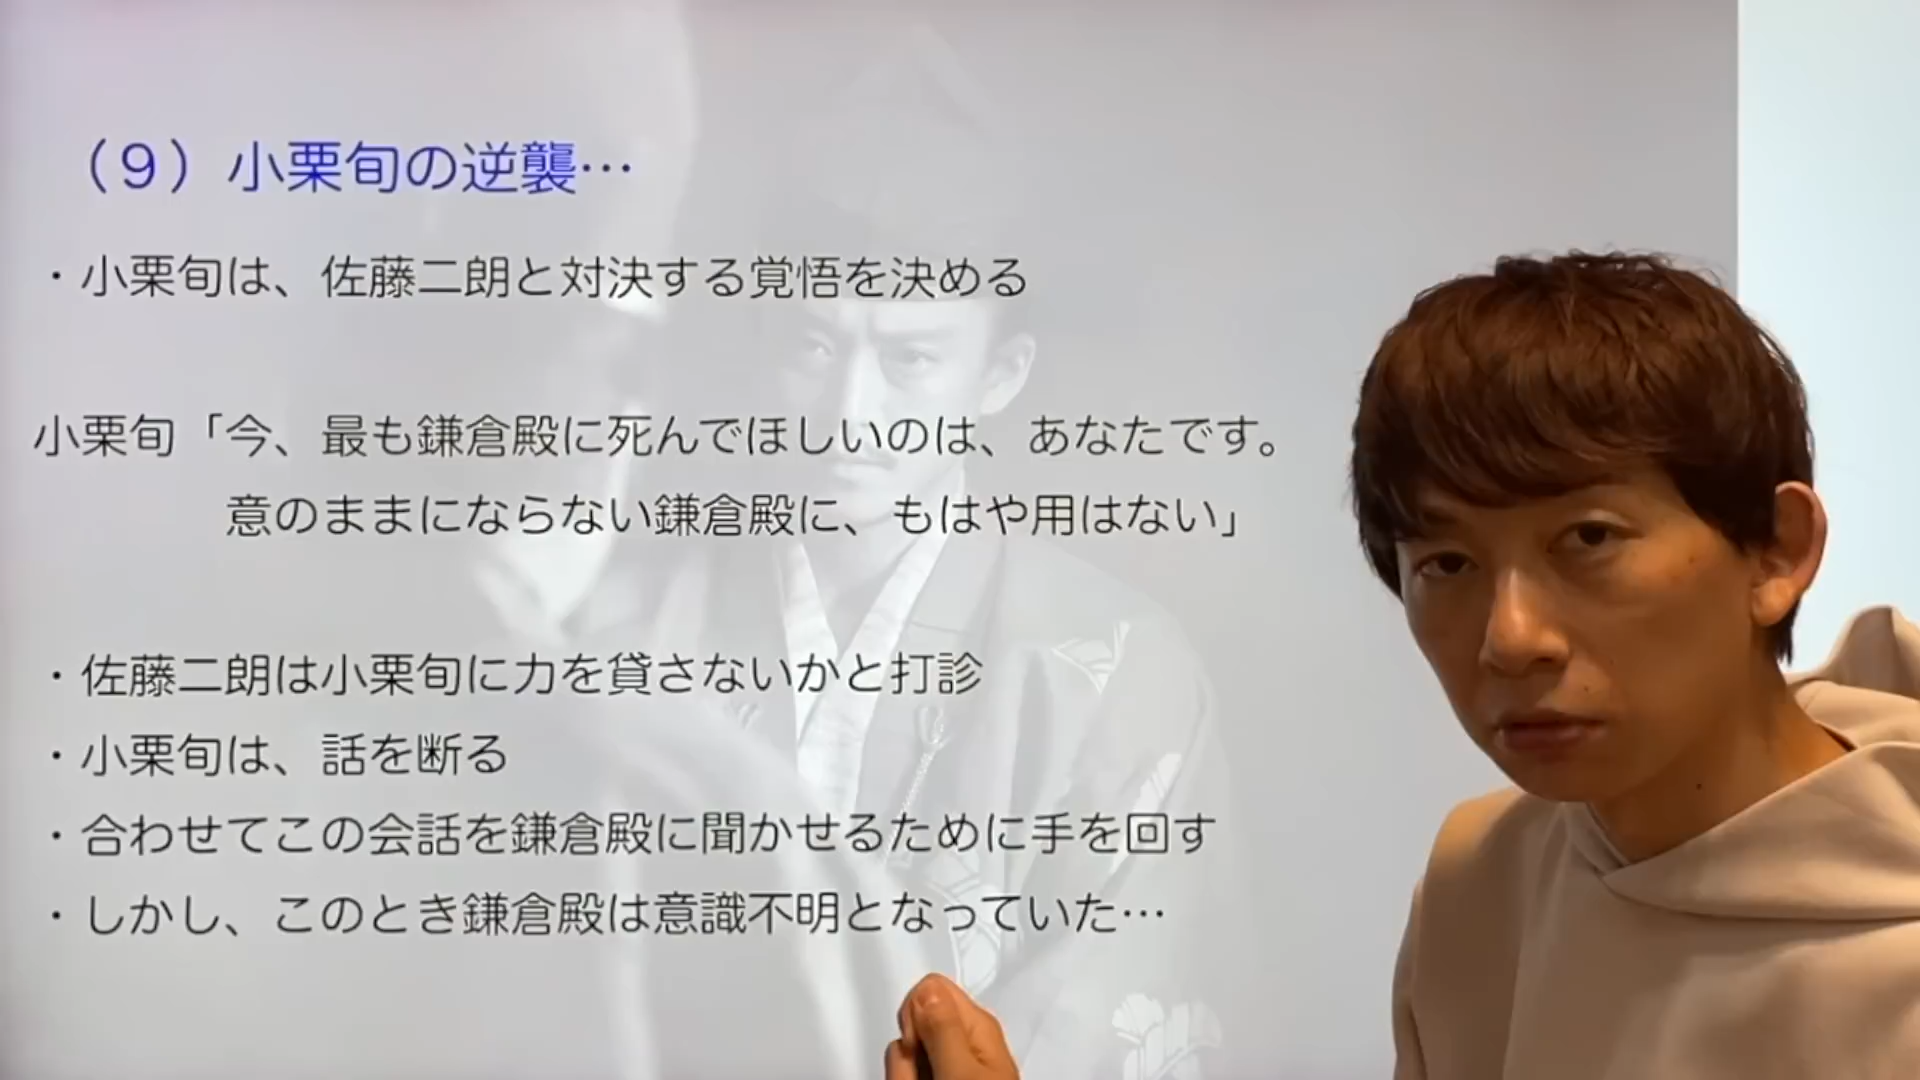 （９）小栗旬の逆襲…
・小栗旬は、佐藤二朗と対決する覚悟を決める
小栗旬「今、最も鎌倉殿に死んでほしいのは、あなたです。
意のままにならない鎌倉殿に、もはや用はない」
・佐藤二朗は小栗旬に力を貸さないかと打診
・小栗旬は、話を断る
・合わせてこの会話を鎌倉殿に聞かせるために手を回す
・しかし、このとき鎌倉殿は意識不明となっていた…